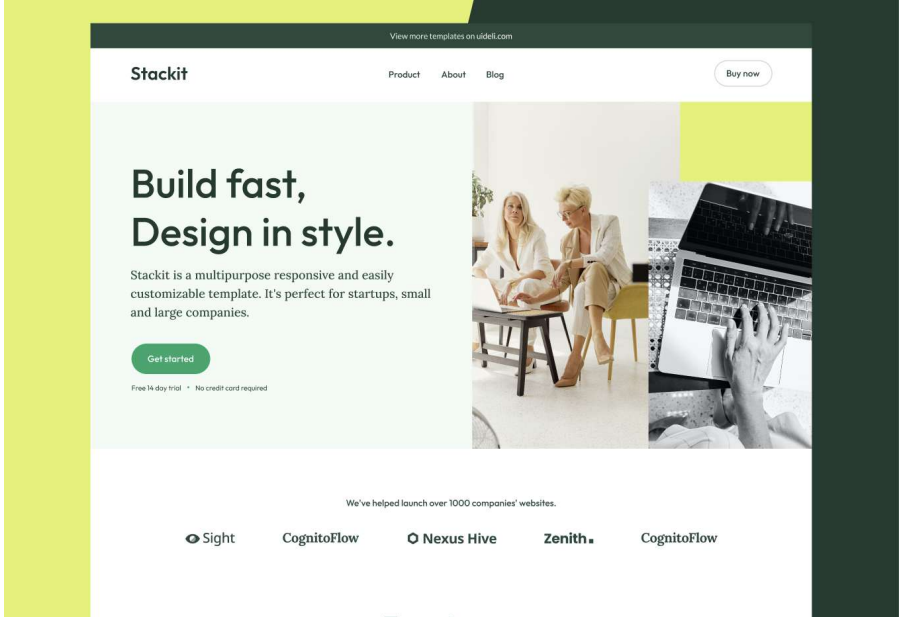 View more templates on uideli.com
Stackit
Product About Blog
Buy now
Build fast,
Design in style.
Stackit is a multipurpose responsive and easily
customizable template. It's perfect for startups, small
and large companies.
Get started
Free 14 day trial • No credit card required
We've helped launch over 1000 companies' websites.
Sight
CognitoFlow
Nexus Hive
Zenith
CognitoFlow